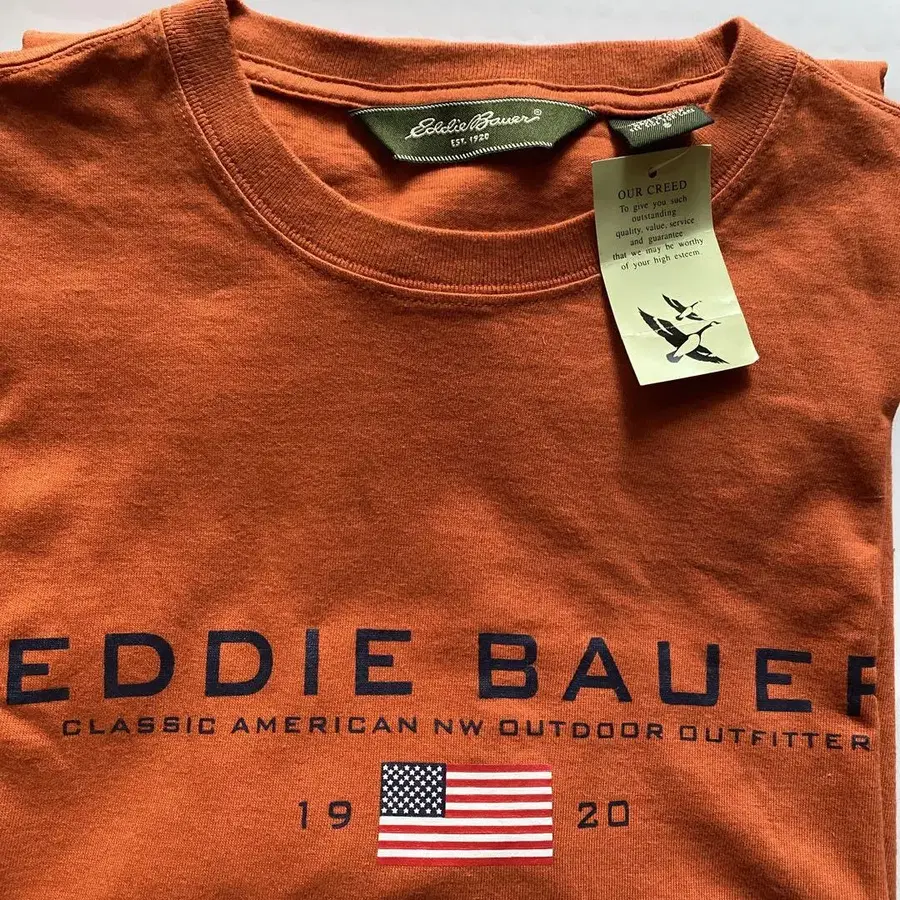 Eddie Bauer®
EST. 1920
OUR CREED
To give you such
outstanding
quality, value, service
and guarantee
that we may be worthy
of your high esteem.
EDDIE BAUER
CLASSIC AMERICAN NW OUTDOOR OUTFITTER
19 20